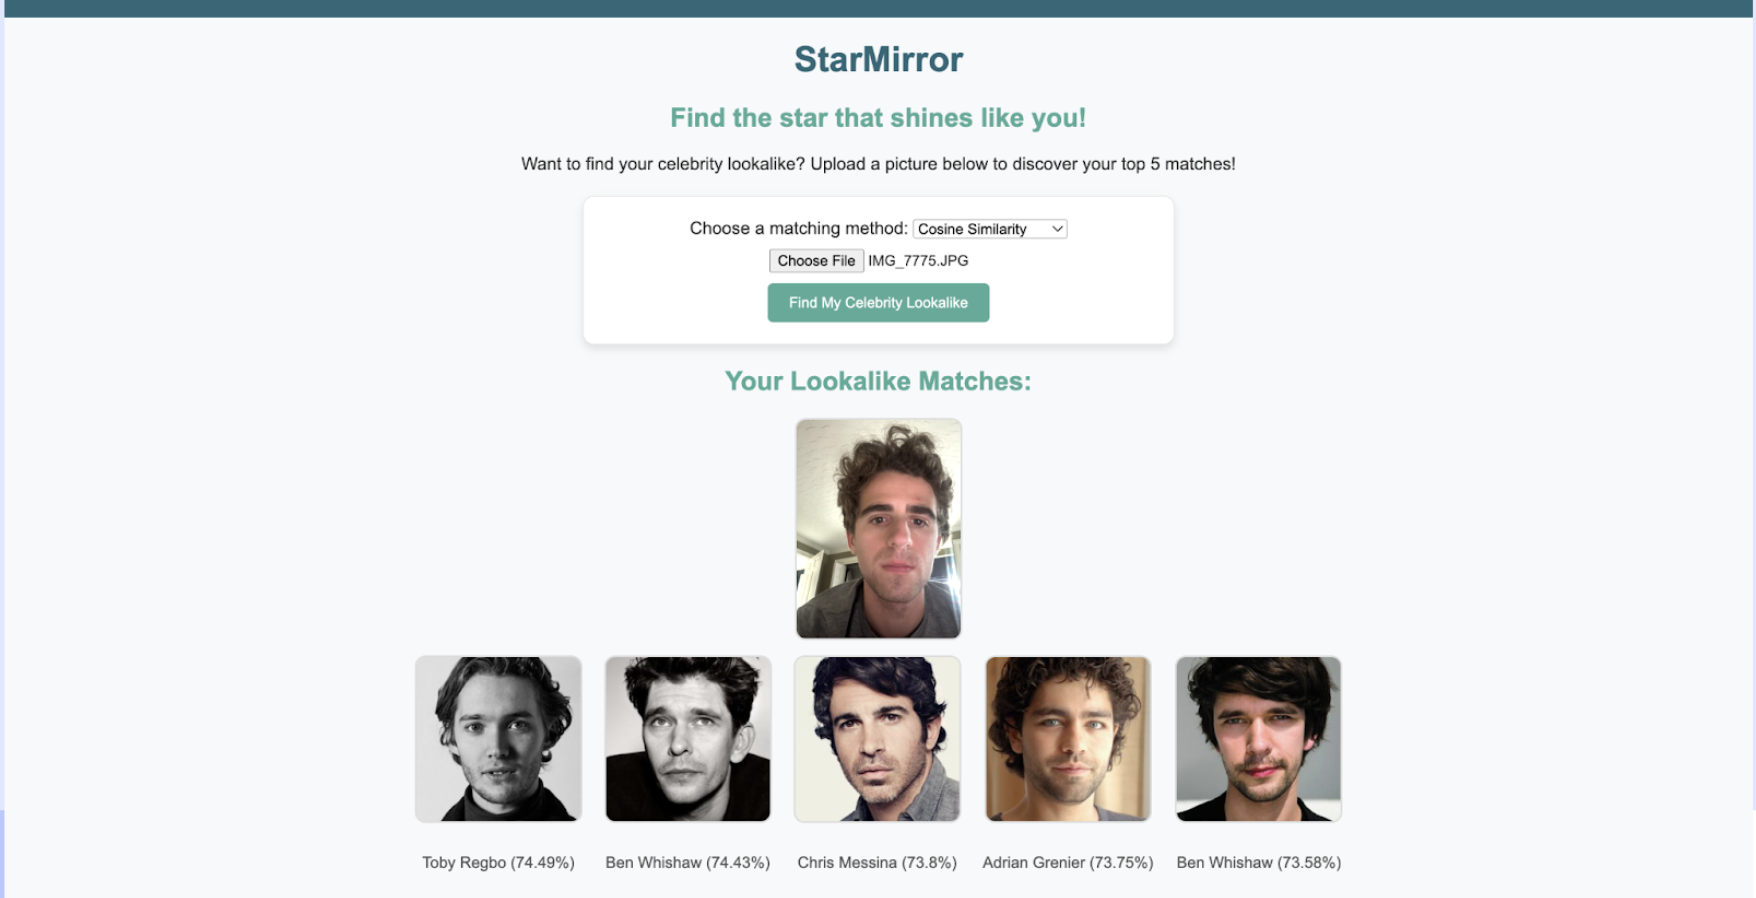 StarMirror
Find the star that shines like you!
Want to find your celebrity lookalike? Upload a picture below to discover your top 5 matches!
Choose a matching method: Cosine Similarity
Choose File IMG_7775.JPG
Find My Celebrity Lookalike
Your Lookalike Matches:
Toby Regbo (74.49%) Ben Whishaw (74.43%) Chris Messina (73.8%) Adrian Grenier (73.75%) Ben Whishaw (73.58%)